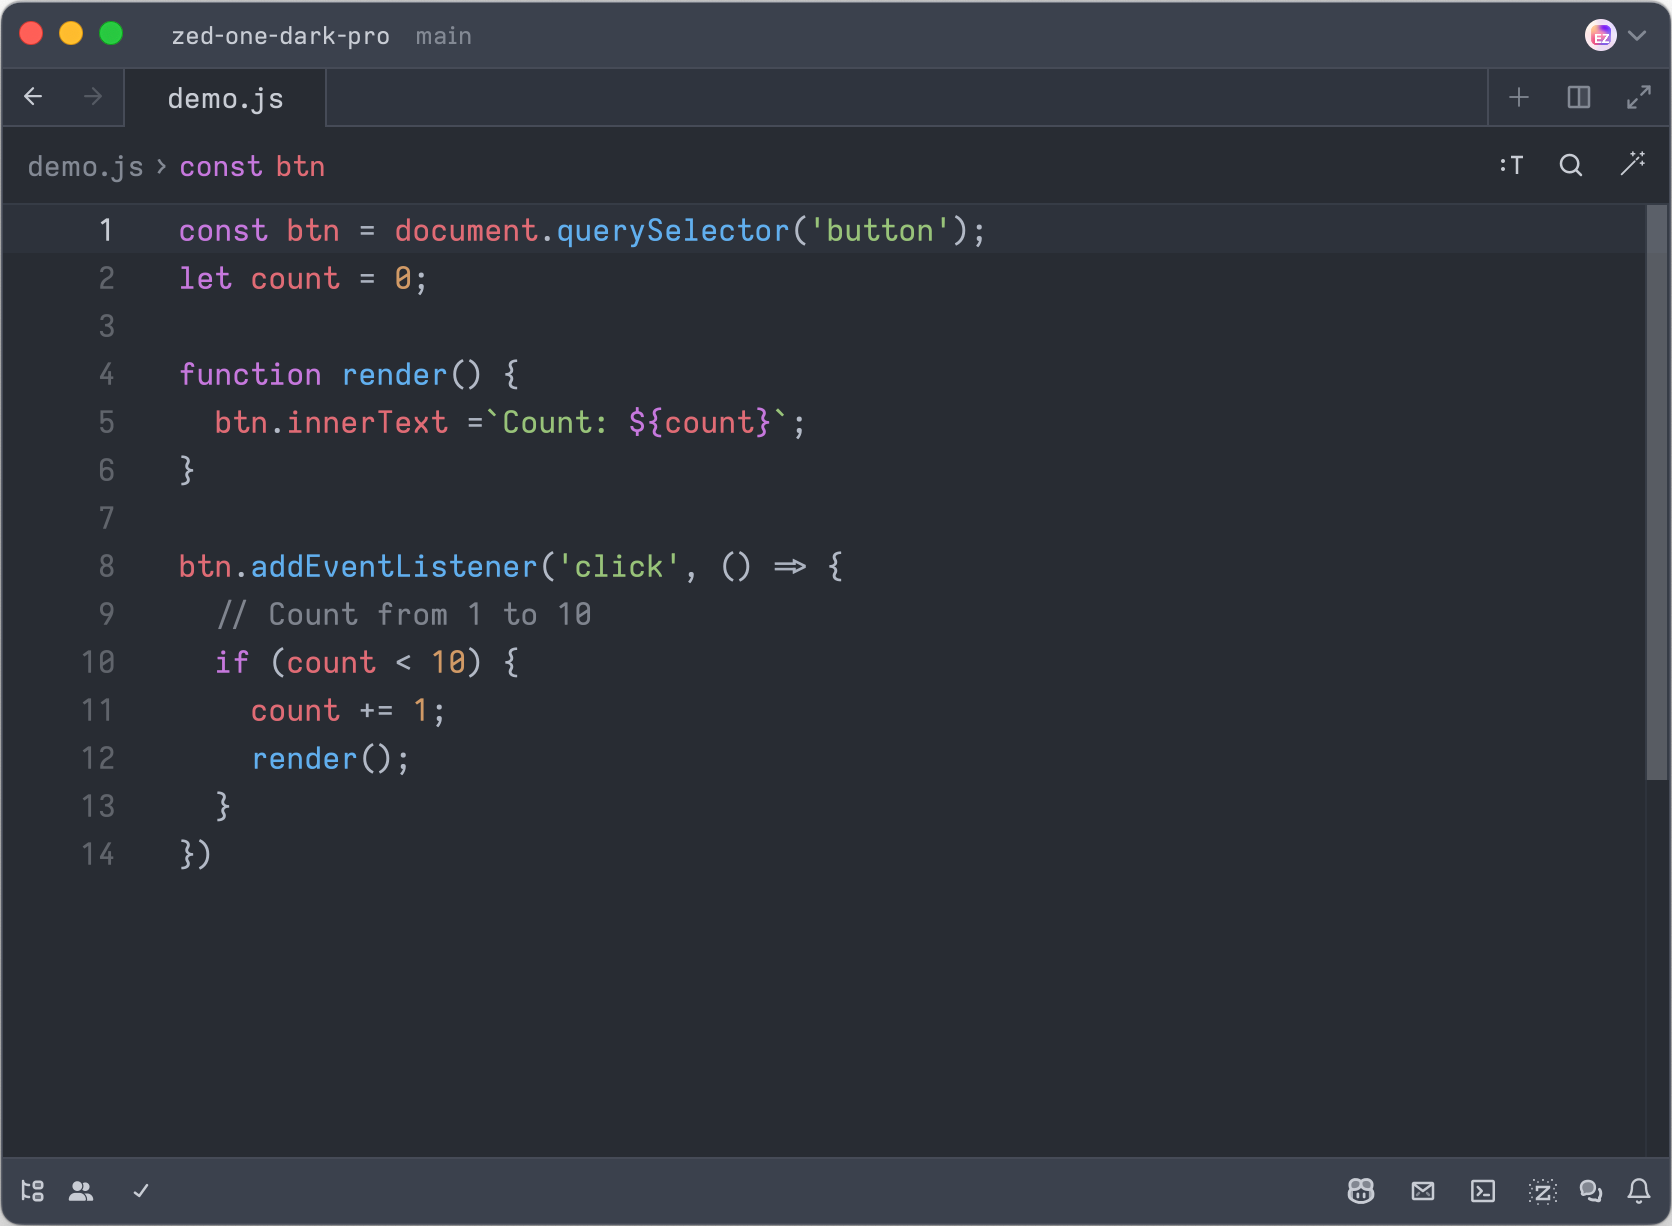 zed-one-dark-pro main
EZ
demo.js
demo.js › const btn
:T
1 const btn = document.querySelector('button');
2 let count = 0;
3
4 function render() {
5   btn.innerText =`Count: ${count}`;
6 }
7
8 btn.addEventListener('click', () => {
9   // Count from 1 to 10
10   if (count < 10) {
11     count += 1;
12     render();
13   }
14 })